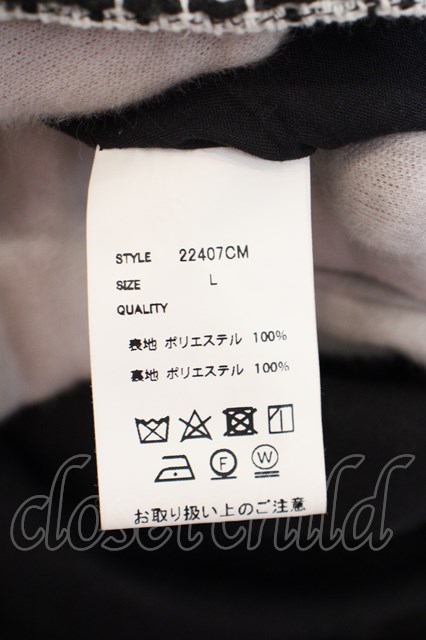 STYLE 22407CM
SIZE L
QUALITY
表地 ポリエステル 100%
裏地 ポリエステル 100%
F W
お取り扱い上のご注意
closet child